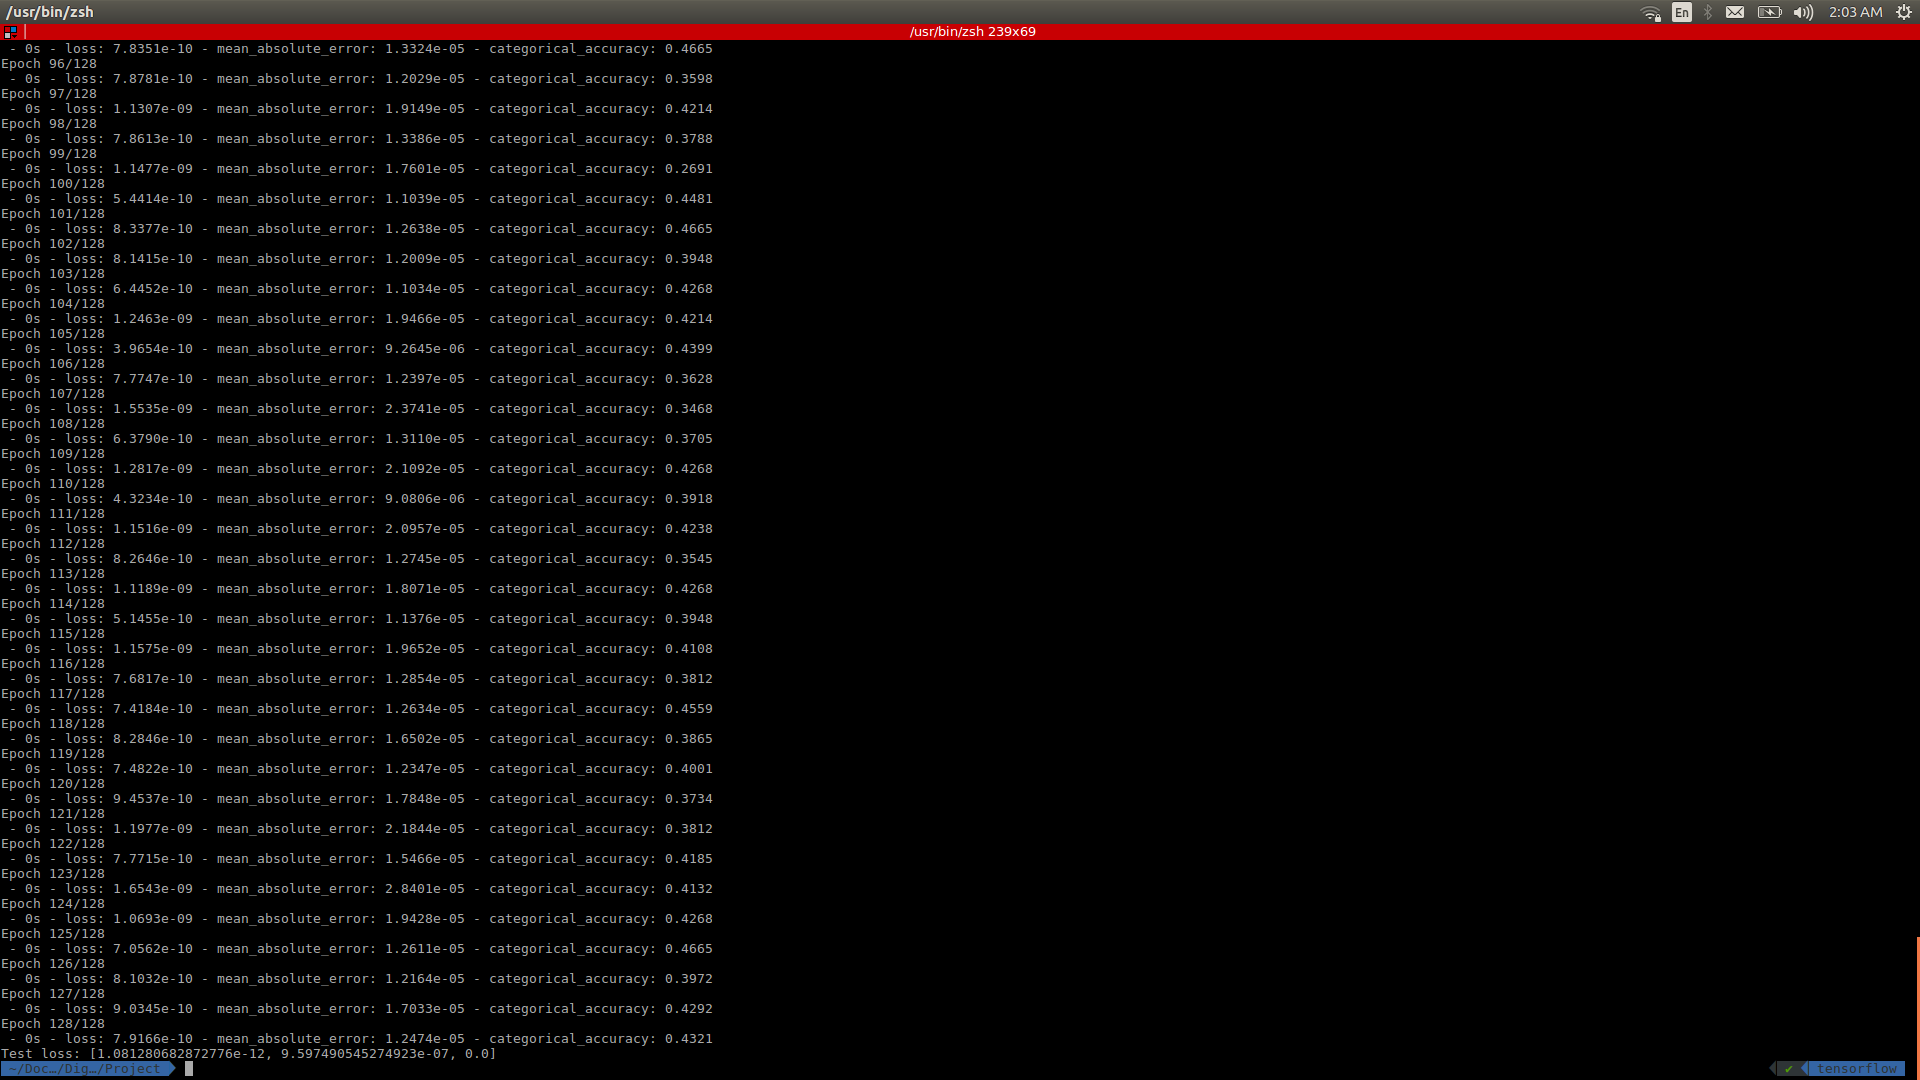 /usr/bin/zsh
En
2:03 AM
/usr/bin/zsh 239x69
- 0s - loss: 7.8351e-10 - mean_absolute_error: 1.3324e-05 - categorical_accuracy: 0.4665
Epoch 96/128
- 0s - loss: 7.8781e-10 - mean_absolute_error: 1.2029e-05 - categorical_accuracy: 0.3598
Epoch 97/128
- 0s - loss: 1.1307e-09 - mean_absolute_error: 1.9149e-05 - categorical_accuracy: 0.4214
Epoch 98/128
- 0s - loss: 7.8613e-10 - mean_absolute_error: 1.3386e-05 - categorical_accuracy: 0.3788
Epoch 99/128
- 0s - loss: 1.1477e-09 - mean_absolute_error: 1.7601e-05 - categorical_accuracy: 0.2691
Epoch 100/128
- 0s - loss: 5.4414e-10 - mean_absolute_error: 1.1039e-05 - categorical_accuracy: 0.4481
Epoch 101/128
- 0s - loss: 8.3377e-10 - mean_absolute_error: 1.2638e-05 - categorical_accuracy: 0.4665
Epoch 102/128
- 0s - loss: 8.1415e-10 - mean_absolute_error: 1.2009e-05 - categorical_accuracy: 0.3948
Epoch 103/128
- 0s - loss: 6.4452e-10 - mean_absolute_error: 1.1034e-05 - categorical_accuracy: 0.4268
Epoch 104/128
- 0s - loss: 1.2463e-09 - mean_absolute_error: 1.9466e-05 - categorical_accuracy: 0.4214
Epoch 105/128
- 0s - loss: 3.9654e-10 - mean_absolute_error: 9.2645e-06 - categorical_accuracy: 0.4399
Epoch 106/128
- 0s - loss: 7.7747e-10 - mean_absolute_error: 1.2397e-05 - categorical_accuracy: 0.3628
Epoch 107/128
- 0s - loss: 1.5535e-09 - mean_absolute_error: 2.3741e-05 - categorical_accuracy: 0.3468
Epoch 108/128
- 0s - loss: 6.3790e-10 - mean_absolute_error: 1.3110e-05 - categorical_accuracy: 0.3705
Epoch 109/128
- 0s - loss: 1.2817e-09 - mean_absolute_error: 2.1092e-05 - categorical_accuracy: 0.4268
Epoch 110/128
- 0s - loss: 4.3234e-10 - mean_absolute_error: 9.0806e-06 - categorical_accuracy: 0.3918
Epoch 111/128
- 0s - loss: 1.1516e-09 - mean_absolute_error: 2.0957e-05 - categorical_accuracy: 0.4238
Epoch 112/128
- 0s - loss: 8.2646e-10 - mean_absolute_error: 1.2745e-05 - categorical_accuracy: 0.3545
Epoch 113/128
- 0s - loss: 1.1189e-09 - mean_absolute_error: 1.8071e-05 - categorical_accuracy: 0.4268
Epoch 114/128
- 0s - loss: 5.1455e-10 - mean_absolute_error: 1.1376e-05 - categorical_accuracy: 0.3948
Epoch 115/128
- 0s - loss: 1.1575e-09 - mean_absolute_error: 1.9652e-05 - categorical_accuracy: 0.4108
Epoch 116/128
- 0s - loss: 7.6817e-10 - mean_absolute_error: 1.2854e-05 - categorical_accuracy: 0.3812
Epoch 117/128
- 0s - loss: 7.4184e-10 - mean_absolute_error: 1.2634e-05 - categorical_accuracy: 0.4559
Epoch 118/128
- 0s - loss: 8.2846e-10 - mean_absolute_error: 1.6502e-05 - categorical_accuracy: 0.3865
Epoch 119/128
- 0s - loss: 7.4822e-10 - mean_absolute_error: 1.2347e-05 - categorical_accuracy: 0.4001
Epoch 120/128
- 0s - loss: 9.4537e-10 - mean_absolute_error: 1.7848e-05 - categorical_accuracy: 0.3734
Epoch 121/128
- 0s - loss: 1.1977e-09 - mean_absolute_error: 2.1844e-05 - categorical_accuracy: 0.3812
Epoch 122/128
- 0s - loss: 7.7715e-10 - mean_absolute_error: 1.5466e-05 - categorical_accuracy: 0.4185
Epoch 123/128
- 0s - loss: 1.6543e-09 - mean_absolute_error: 2.8401e-05 - categorical_accuracy: 0.4132
Epoch 124/128
- 0s - loss: 1.0693e-09 - mean_absolute_error: 1.9428e-05 - categorical_accuracy: 0.4268
Epoch 125/128
- 0s - loss: 7.0562e-10 - mean_absolute_error: 1.2611e-05 - categorical_accuracy: 0.4665
Epoch 126/128
- 0s - loss: 8.1032e-10 - mean_absolute_error: 1.2164e-05 - categorical_accuracy: 0.3972
Epoch 127/128
- 0s - loss: 9.0345e-10 - mean_absolute_error: 1.7033e-05 - categorical_accuracy: 0.4292
Epoch 128/128
- 0s - loss: 7.9166e-10 - mean_absolute_error: 1.2474e-05 - categorical_accuracy: 0.4321
Test loss: [1.081280682872776e-12, 9.597490545274923e-07, 0.0]
~/Doc…/Dig…/Project
✔ tensorflow